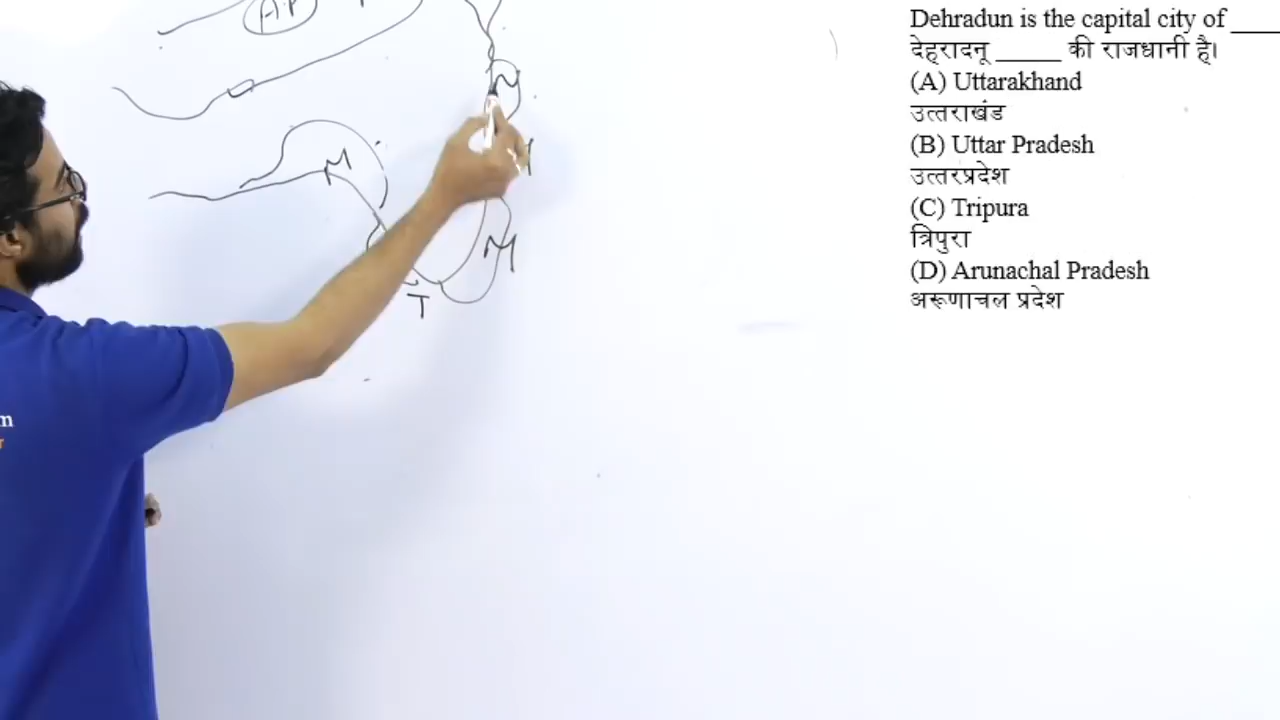 A.P
Dehradun is the capital city of ____
देहरादनू _____ की राजधानी है।
(A) Uttarakhand
उत्तराखंड
(B) Uttar Pradesh
उत्तरप्रदेश
(C) Tripura
त्रिपुरा
(D) Arunachal Pradesh
अरूणाचल प्रदेश
N
M
M
T
m